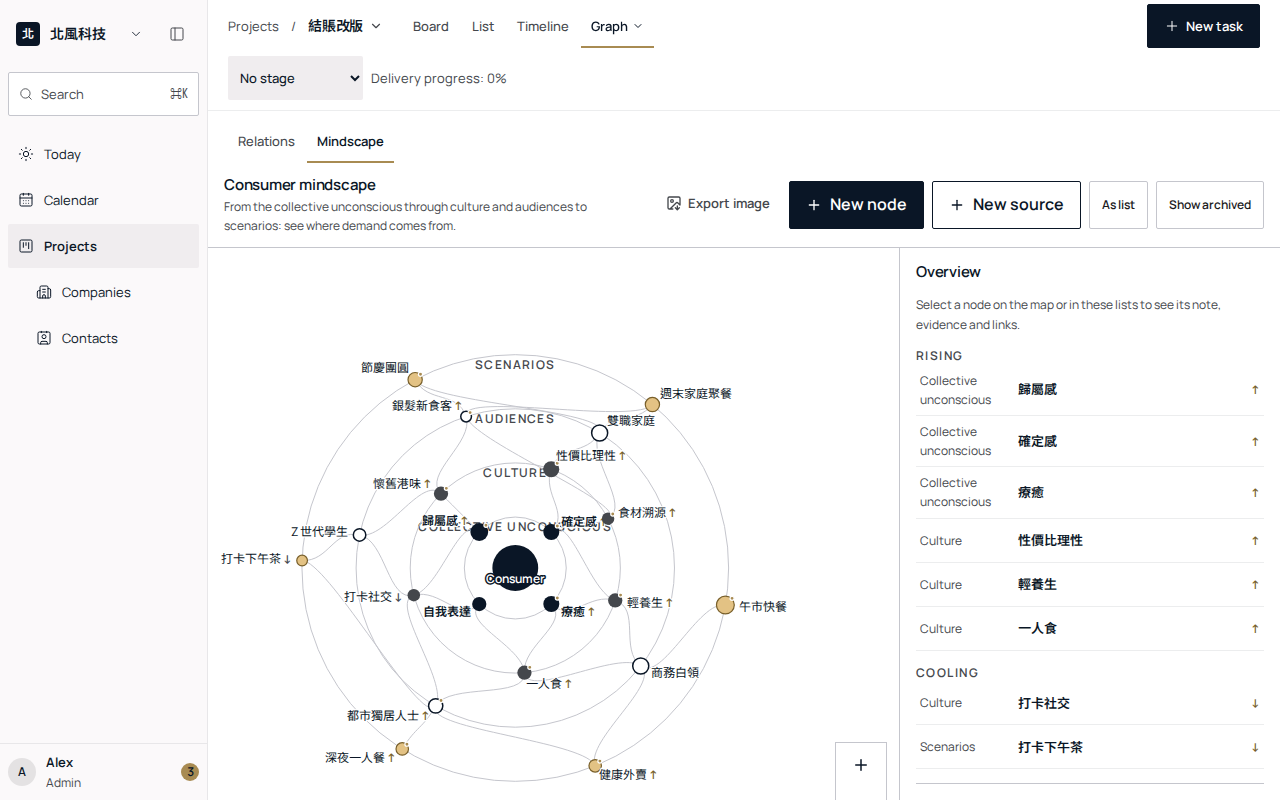 北 北風科技
Search ⌘K
Today
Calendar
Projects
Companies
Contacts
A Alex
Admin
3
Projects / 結賬改版
Board List Timeline Graph
New task
No stage
Delivery progress: 0%
Relations Mindscape
Consumer mindscape
From the collective unconscious through culture and audiences to
scenarios: see where demand comes from.
Export image
New node
New source
As list
Show archived
SCENARIOS
節慶團圓
週末家庭聚餐
銀髮新食客↑
AUDIENCES
雙職家庭
性價比理性↑
CULTURE
懷舊港味↑
食材溯源↑
歸屬感↑
確定感↑
COLLECTIVE UNCONSCIOUS
Z世代學生
打卡下午茶↓
Consumer
打卡社交↓
自我表達
療癒↑
輕養生↑
午市快餐
商務白領
一人食↑
都市獨居人士↑
深夜一人餐↑
健康外賣↑
+
Overview
Select a node on the map or in these lists to see its note,
evidence and links.
RISING
Collective
unconscious
歸屬感 ↑
Collective
unconscious
確定感 ↑
Collective
unconscious
療癒 ↑
Culture 性價比理性 ↑
Culture 輕養生 ↑
Culture 一人食 ↑
COOLING
Culture 打卡社交 ↓
Scenarios 打卡下午茶 ↓